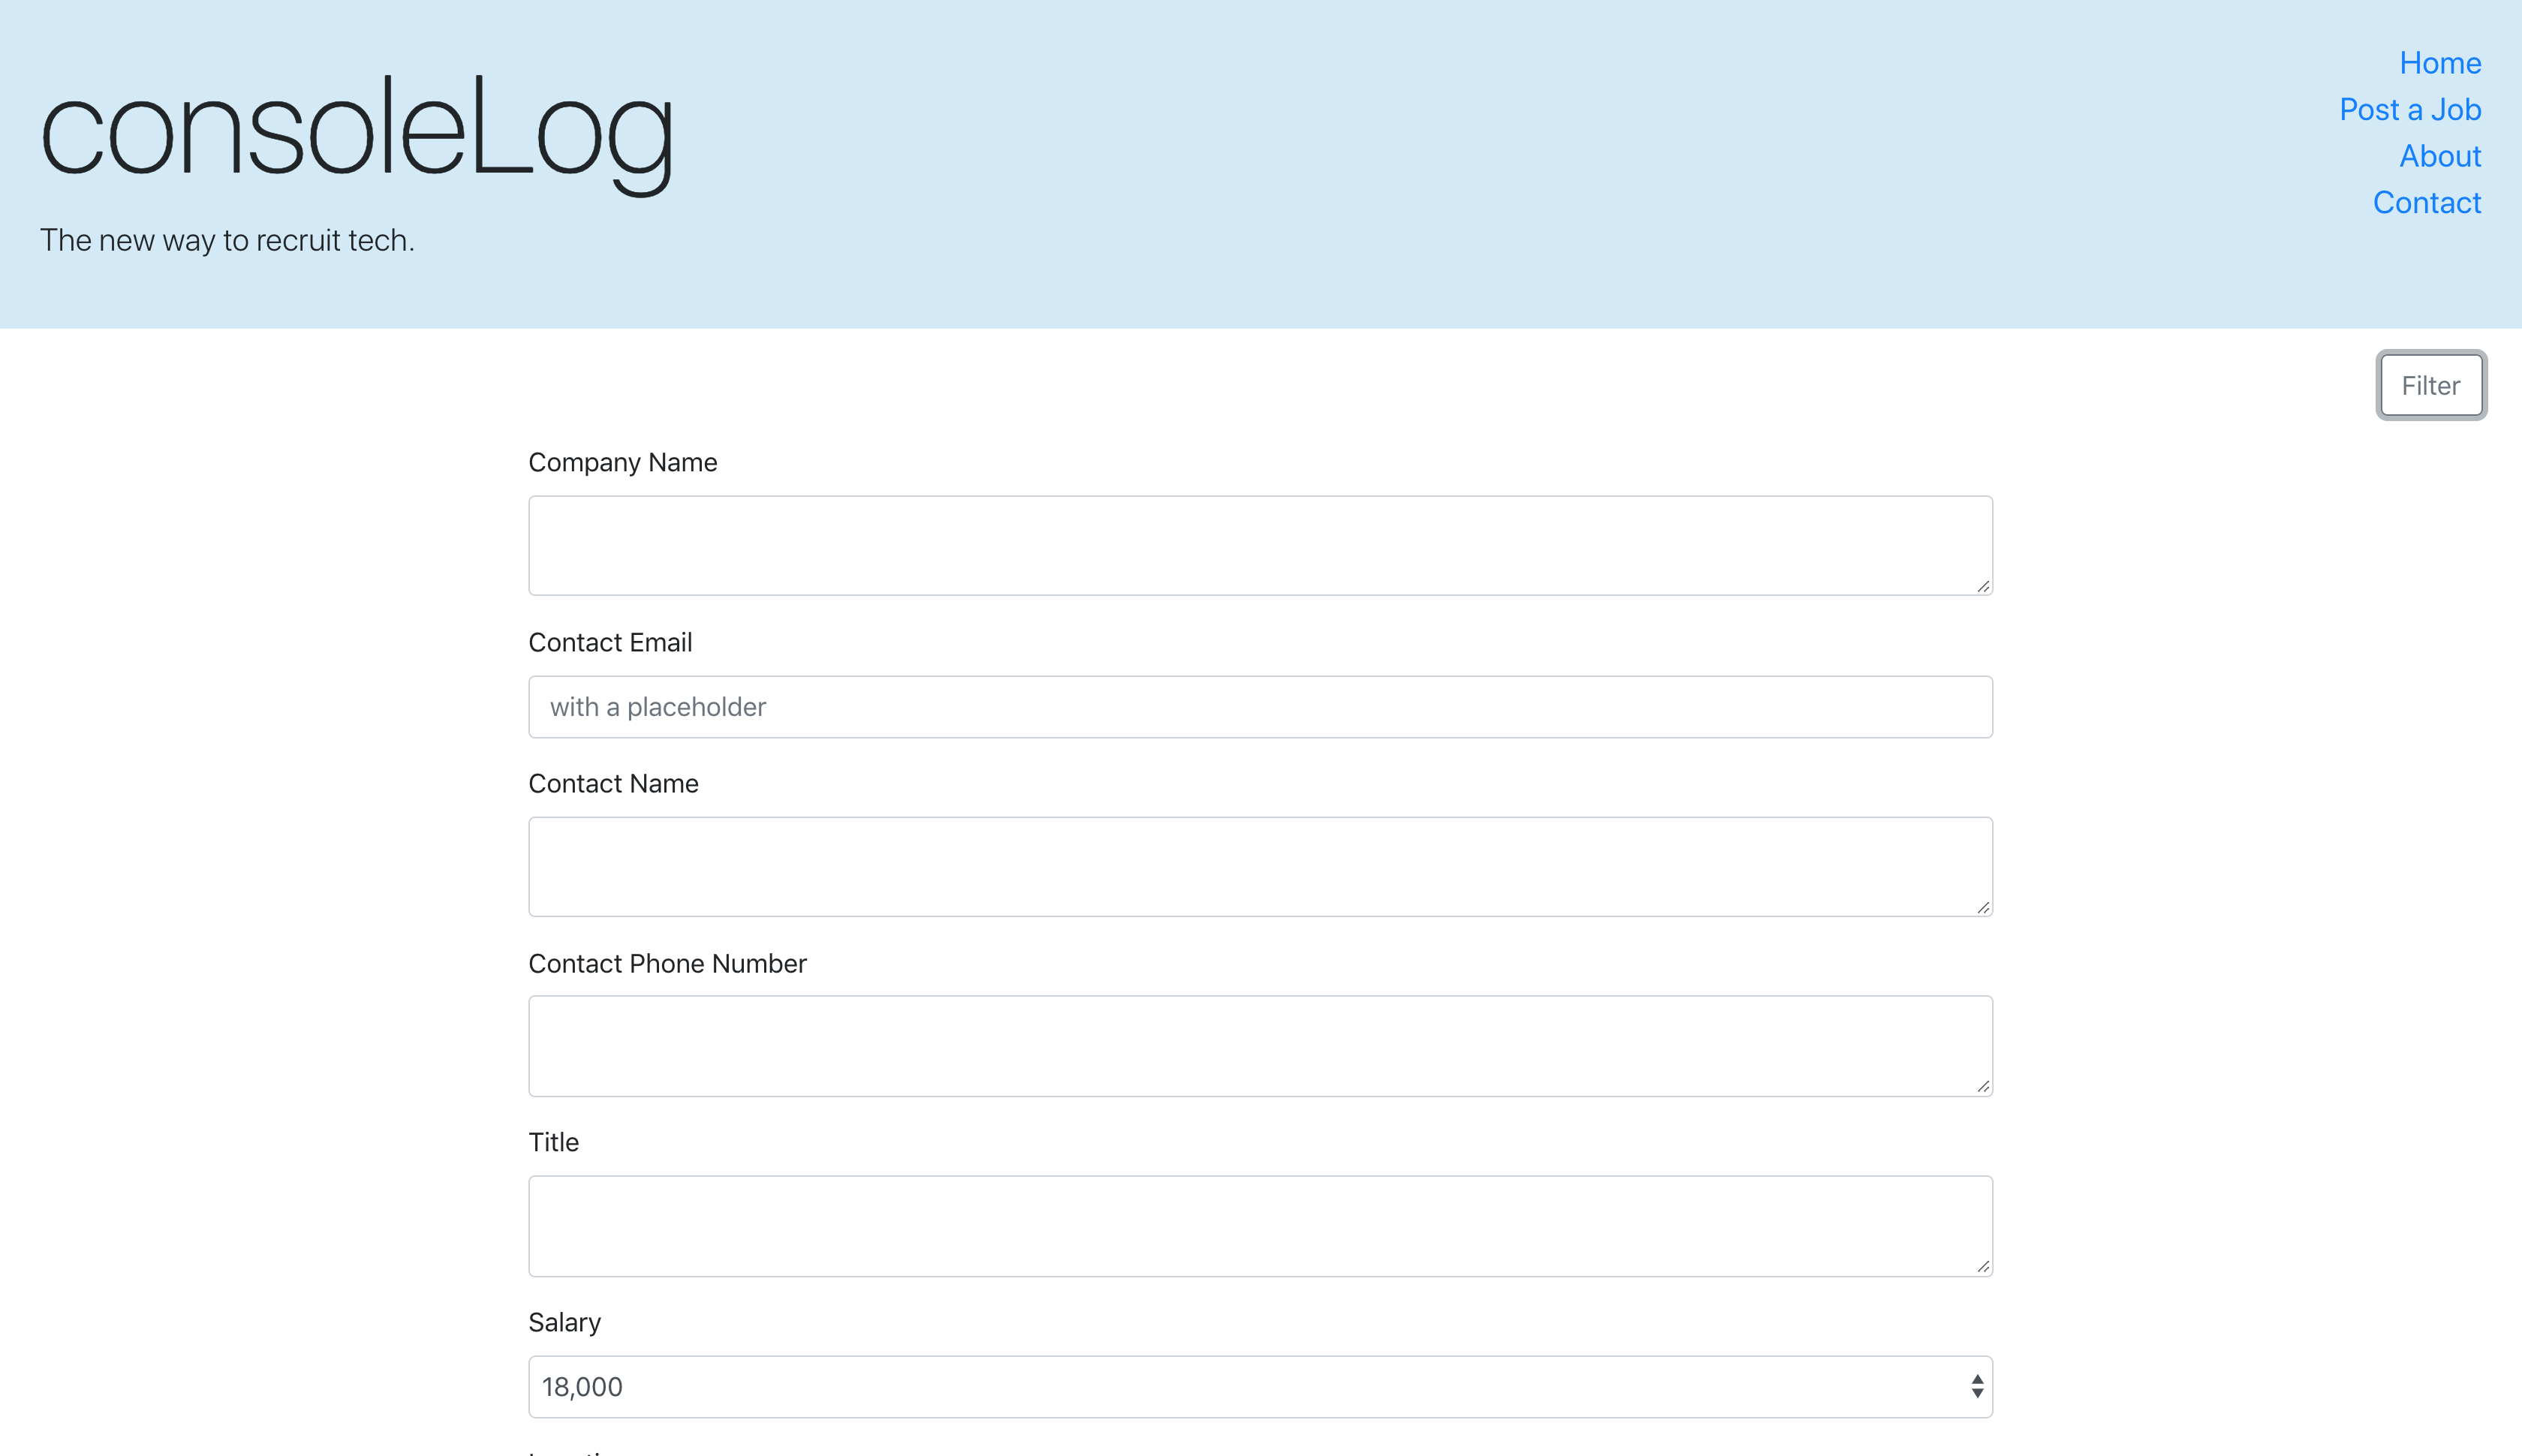 consoleLog
The new way to recruit tech.
Home
Post a Job
About
Contact
Filter
Company Name
Contact Email
with a placeholder
Contact Name
Contact Phone Number
Title
Salary
18,000